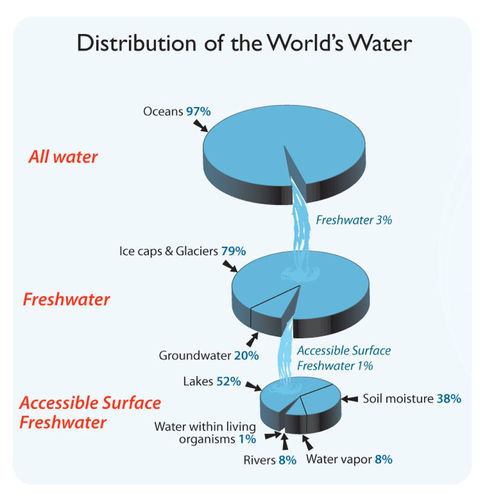 Distribution of the World's Water
Oceans 97%
All water
Freshwater 3%
Ice caps & Glaciers 79%
Freshwater
Groundwater 20%
Accessible Surface
Freshwater 1%
Lakes 52%
Accessible Surface
Freshwater
Soil moisture 38%
Water within living
organisms 1%
Rivers 8%
Water vapor 8%